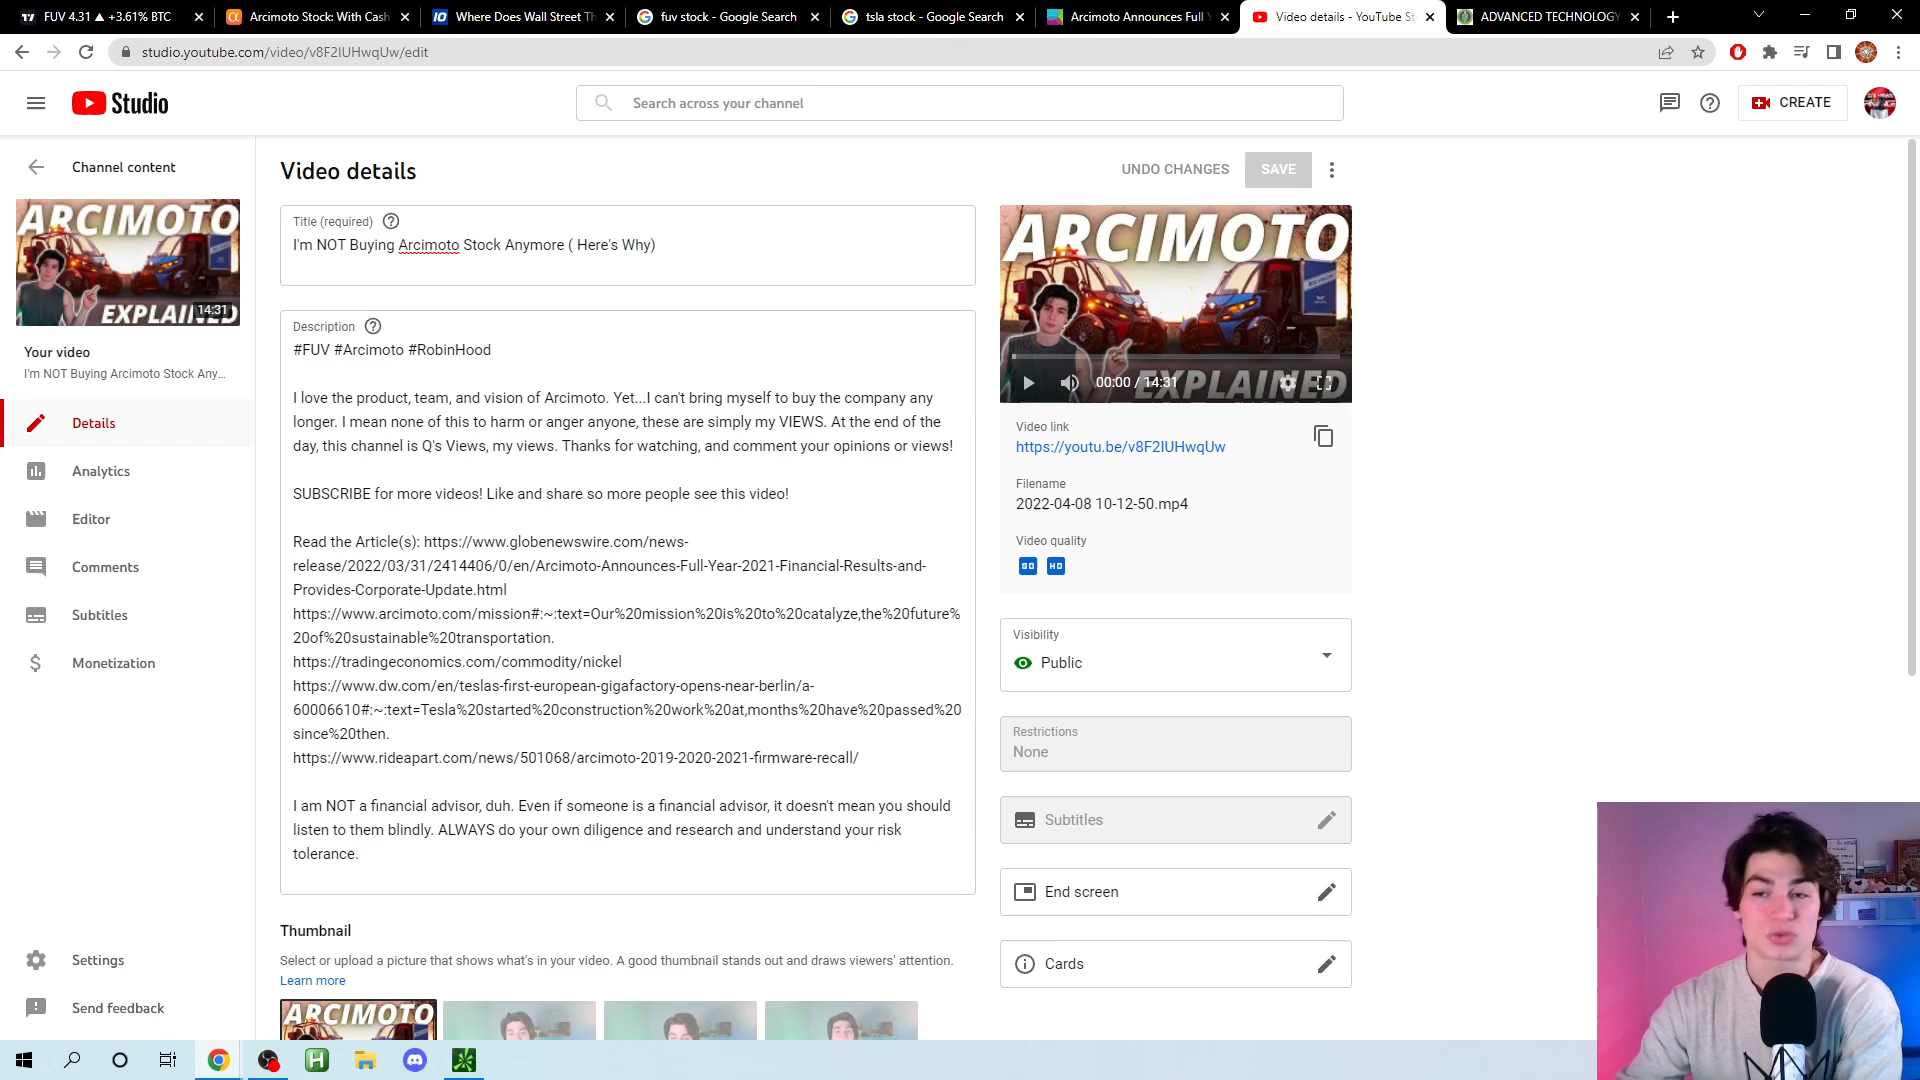 FUV 4.31 ▲ +3.61% BTC
Arcimoto Stock: With Cash
Where Does Wall Street Th
fuv stock - Google Search
tsla stock - Google Search
Arcimoto Announces Full Y
Video details - YouTube St
ADVANCED TECHNOLOGY
studio.youtube.com/video/v8F2IUHwqUw/edit
Studio
Search across your channel
CREATE
Channel content
ARCIMOTO
EXPLAINED
14:31
Your video
I'm NOT Buying Arcimoto Stock Any...
Details
Analytics
Editor
Comments
Subtitles
Monetization
Settings
Send feedback
Video details
UNDO CHANGES
SAVE
Title (required)
I'm NOT Buying Arcimoto Stock Anymore ( Here's Why)
Description
#FUV #Arcimoto #RobinHood
I love the product, team, and vision of Arcimoto. Yet...I can't bring myself to buy the company any
longer. I mean none of this to harm or anger anyone, these are simply my VIEWS. At the end of the
day, this channel is Q's Views, my views. Thanks for watching, and comment your opinions or views!
SUBSCRIBE for more videos! Like and share so more people see this video!
Read the Article(s): https://www.globenewswire.com/news-
release/2022/03/31/2414406/0/en/Arcimoto-Announces-Full-Year-2021-Financial-Results-and-
Provides-Corporate-Update.html
https://www.arcimoto.com/mission#:~:text=Our%20mission%20is%20to%20catalyze,the%20future%
20of%20sustainable%20transportation.
https://tradingeconomics.com/commodity/nickel
https://www.dw.com/en/teslas-first-european-gigafactory-opens-near-berlin/a-
60006610#:~:text=Tesla%20started%20construction%20work%20at,months%20have%20passed%20
since%20then.
https://www.rideapart.com/news/501068/arcimoto-2019-2020-2021-firmware-recall/
I am NOT a financial advisor, duh. Even if someone is a financial advisor, it doesn't mean you should
listen to them blindly. ALWAYS do your own diligence and research and understand your risk
tolerance.
Thumbnail
Select or upload a picture that shows what's in your video. A good thumbnail stands out and draws viewers' attention.
Learn more
ARCIMOTO
ARCIMOTO
EXPLAINED
00:00 / 14:31
Video link
https://youtu.be/v8F2IUHwqUw
Filename
2022-04-08 10-12-50.mp4
Video quality
SD HD
Visibility
Public
Restrictions
None
Subtitles
End screen
Cards